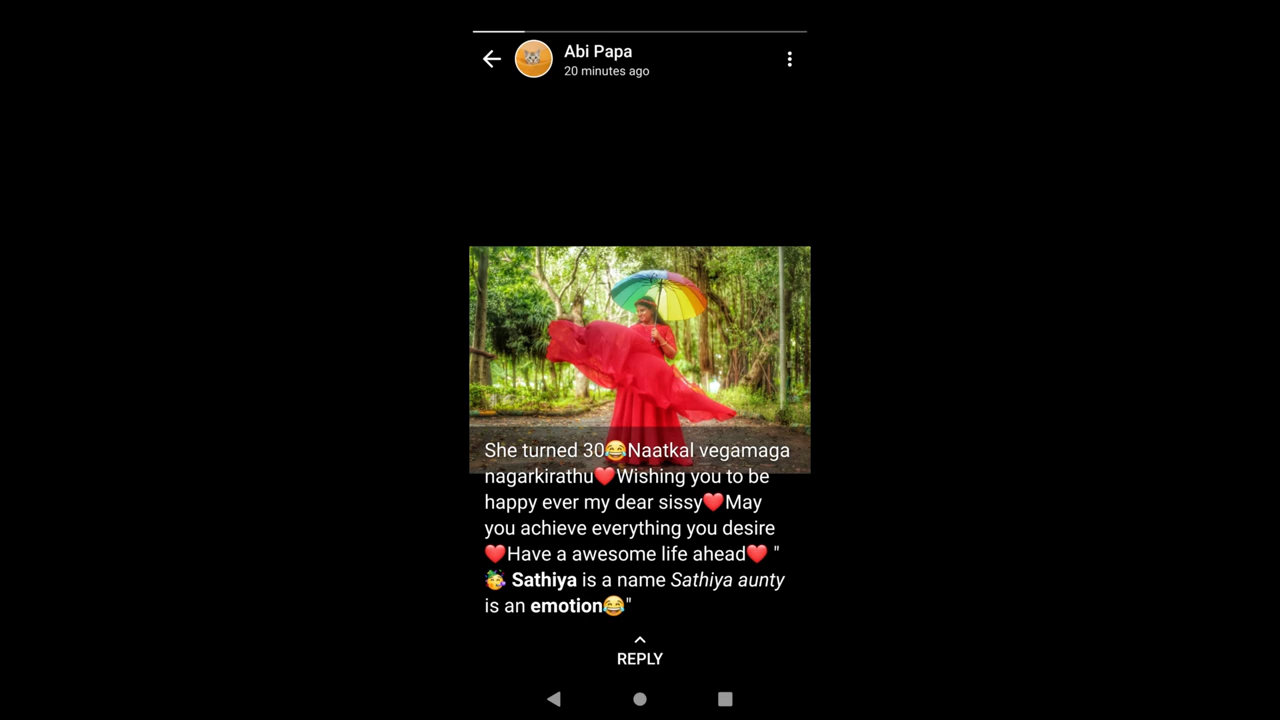 Abi Papa
20 minutes ago
She turned 30😂Naatkal vegamaga
nagarkirathu❤️Wishing you to be
happy ever my dear sissy❤️May
you achieve everything you desire
❤️Have a awesome life ahead❤️ "
🥳 Sathiya is a name Sathiya aunty
is an emotion😂"
REPLY